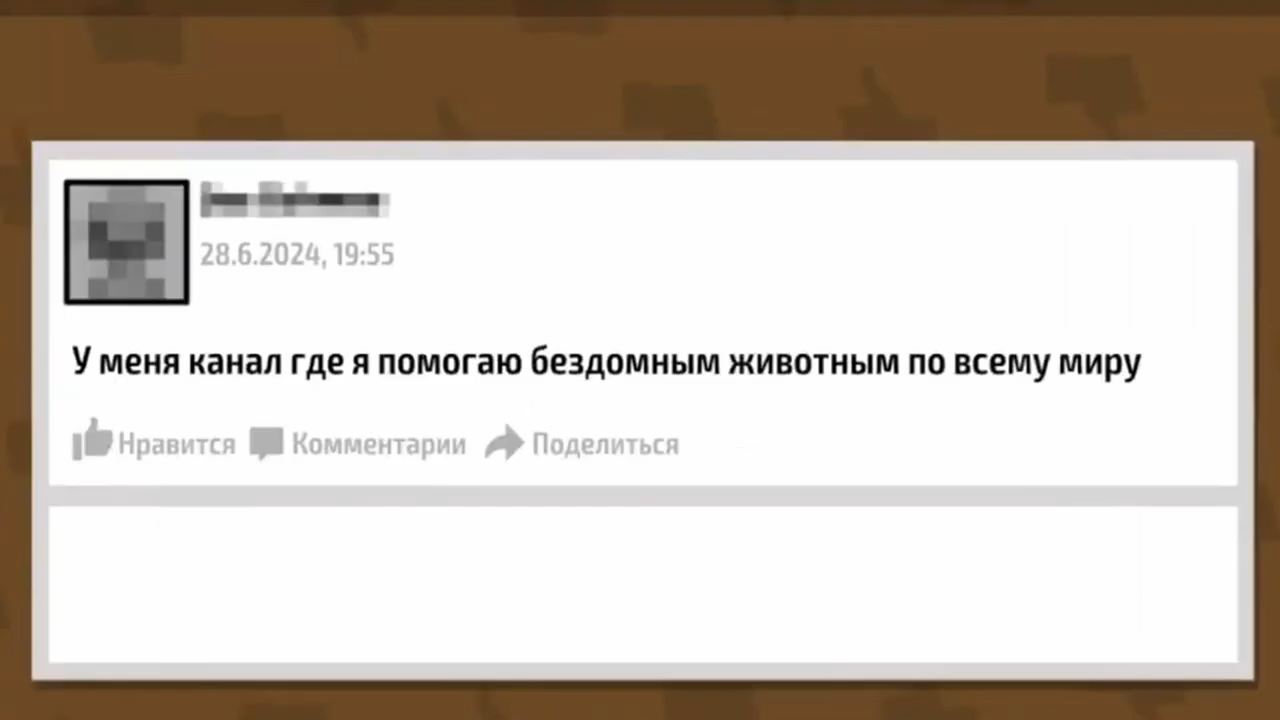 28.6.2024, 19:55
У меня канал где я помогаю бездомным животным по всему миру
Нравится Комментарии Поделиться